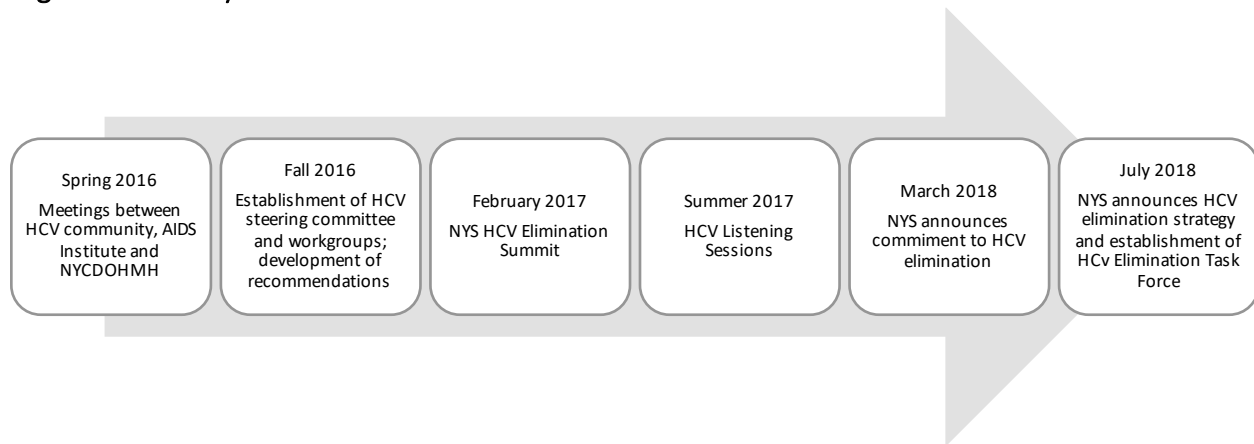 Spring 2016
Meetings between
HCV community, AIDS
Institute and
NYCDOHMH
Fall 2016
Establishment of HCV
steering committee
and workgroups;
development of
recommendations
February 2017
NYS HCV Elimination
Summit
Summer 2017
HCV Listening
Sessions
March 2018
NYS announces
commiment to HCV
elimination
July 2018
NYS announces HCV
elimination strategy
and establishment of
HCv Elimination Task
Force